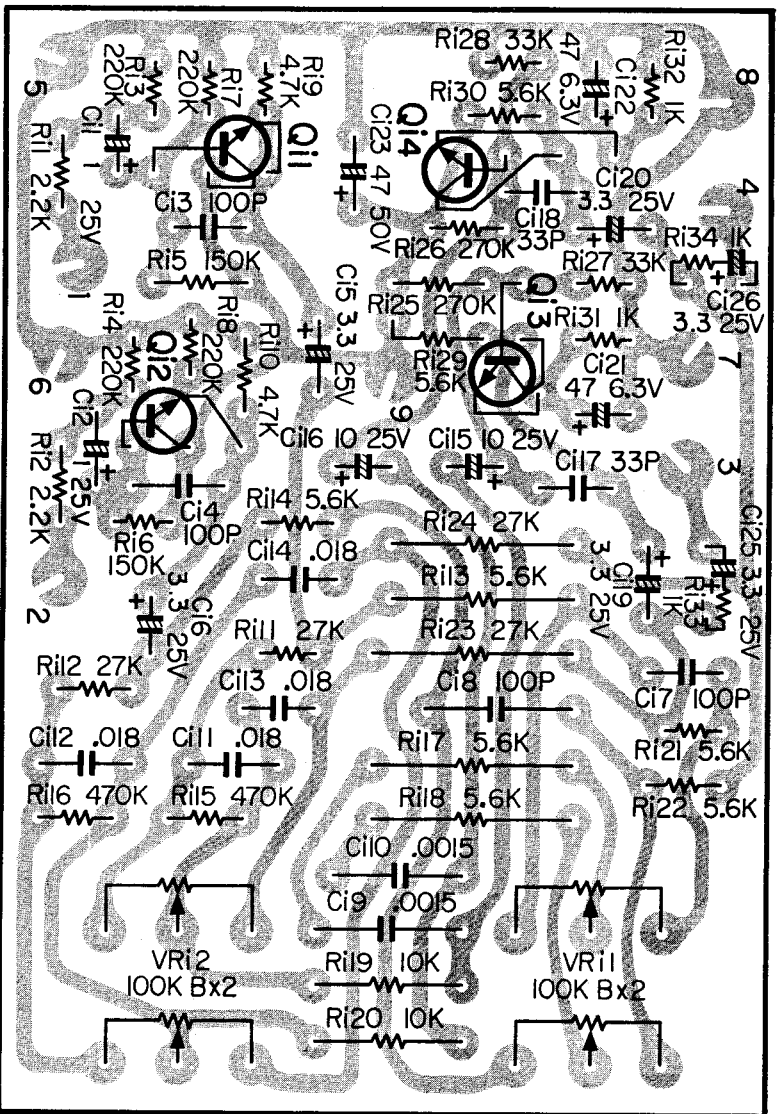 5
Ri3
220K
Ri7
220K
Ri9
4.7K
Ri28 33K
Ri30 5.6K
47 6.3V
Ci22
Ri32 1K
8
Ri1 2.2K
Ci1 1
25V
Qi1
Ci23 47 50V
Qi4
Ci3 100P
Ci18
33P
Ci20
3.3 25V
4
Ri34 1K
Ci26
3.3 25V
Ri26 270K
Ri27 33K
Ri5 150K
1
Ri25 270K
Qi3
Ri31 1K
Ci5 3.3 25V
Ri4
220K
Ri8
220K
Qi2
Ri10 4.7K
Ri29
5.6K
Ci21
47 6.3V
7
6
Ci2
1 25V
9
Ci16 10 25V
Ci15 10 25V
Ci17 33P
3
Ri2 2.2K
Ci4
100P
Ri6
150K
Ri14 5.6K
Ri24 27K
Ci14 .018
Ri13 5.6K
3.3 25V
Ci19
1K
Ri33
Ci25 3.3 25V
2
Ci6
3.3 25V
Ri11 27K
Ri23 27K
Ri12 27K
Ci13 .018
Ci8 100P
Ci7 100P
Ci12 .018
Ci11 .018
Ri17 5.6K
Ri21 5.6K
Ri16 470K
Ri15 470K
Ri18 5.6K
Ri22 5.6K
Ci10 .0015
Ci9 .0015
VRi2
100K Bx2
Ri19 10K
VRi1
100K Bx2
Ri20 10K